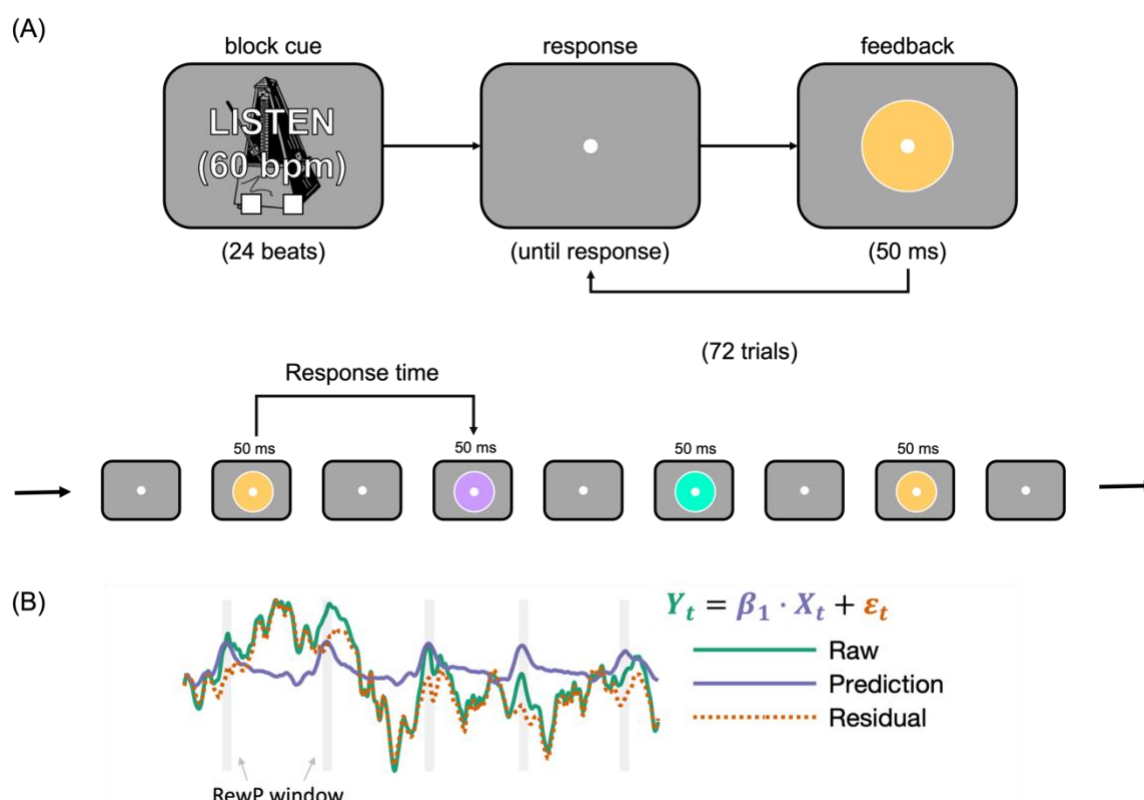 (A)
block cue
response
feedback
LISTEN
(60 bpm)
(24 beats)
(until response)
(50 ms)
(72 trials)
Response time
50 ms
50 ms
50 ms
50 ms
(B)
Yₜ = β₁ · Xₜ + εₜ
Raw
Prediction
Residual
RewP window